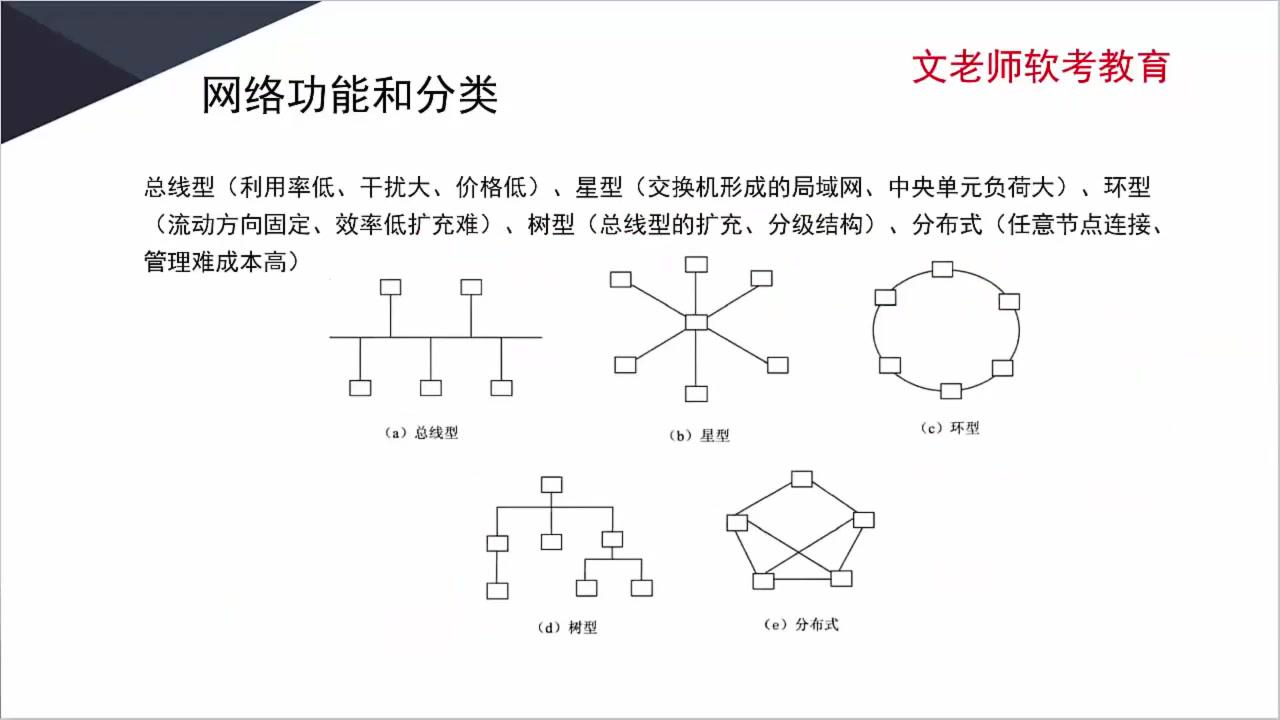 文老师软考教育
网络功能和分类
总线型（利用率低、干扰大、价格低）、星型（交换机形成的局域网、中央单元负荷大）、环型
（流动方向固定、效率低扩充难）、树型（总线型的扩充、分级结构）、分布式（任意节点连接、
管理难成本高）
（a）总线型
（b）星型
（c）环型
（d）树型
（e）分布式